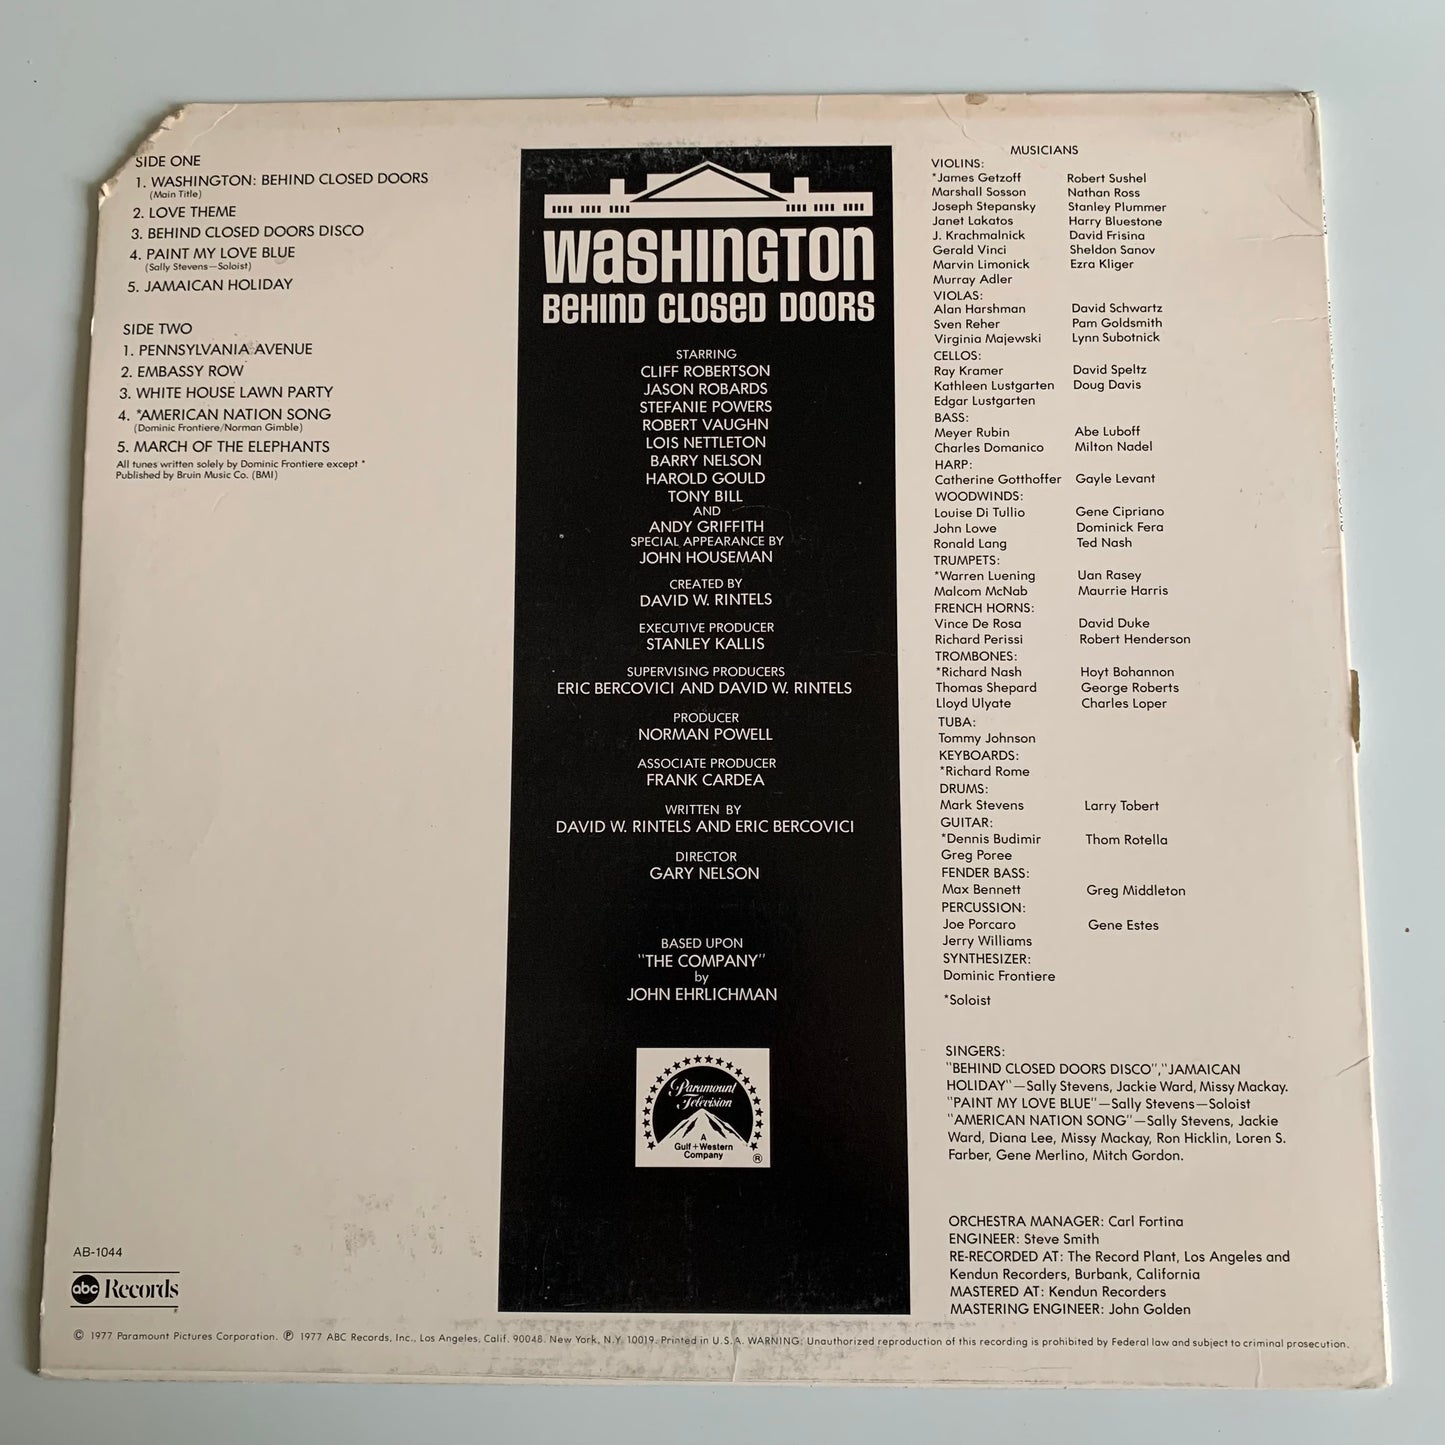 SIDE ONE
1. WASHINGTON: BEHIND CLOSED DOORS
(Main Title)
2. LOVE THEME
3. BEHIND CLOSED DOORS DISCO
4. PAINT MY LOVE BLUE
(Sally Stevens—Soloist)
5. JAMAICAN HOLIDAY
SIDE TWO
1. PENNSYLVANIA AVENUE
2. EMBASSY ROW
3. WHITE HOUSE LAWN PARTY
4. *AMERICAN NATION SONG
(Dominic Frontiere/Norman Gimble)
5. MARCH OF THE ELEPHANTS
All tunes written solely by Dominic Frontiere except *
Published by Bruin Music Co. (BMI)
AB-1044
abc Records
WASHINGTON
BEHIND CLOSED DOORS
STARRING
CLIFF ROBERTSON
JASON ROBARDS
STEFANIE POWERS
ROBERT VAUGHN
LOIS NETTLETON
BARRY NELSON
HAROLD GOULD
TONY BILL
AND
ANDY GRIFFITH
SPECIAL APPEARANCE BY
JOHN HOUSEMAN
CREATED BY
DAVID W. RINTELS
EXECUTIVE PRODUCER
STANLEY KALLIS
SUPERVISING PRODUCERS
ERIC BERCOVICI AND DAVID W. RINTELS
PRODUCER
NORMAN POWELL
ASSOCIATE PRODUCER
FRANK CARDEA
WRITTEN BY
DAVID W. RINTELS AND ERIC BERCOVICI
DIRECTOR
GARY NELSON
BASED UPON
"THE COMPANY"
by
JOHN EHRLICHMAN
Paramount
Television
A
Gulf+Western
Company
®
MUSICIANS
VIOLINS:
*James Getzoff Robert Sushel
Marshall Sosson Nathan Ross
Joseph Stepansky Stanley Plummer
Janet Lakatos Harry Bluestone
J. Krachmalnick David Frisina
Gerald Vinci Sheldon Sanov
Marvin Limonick Ezra Kliger
Murray Adler
VIOLAS:
Alan Harshman David Schwartz
Sven Reher Pam Goldsmith
Virginia Majewski Lynn Subotnick
CELLOS:
Ray Kramer David Speltz
Kathleen Lustgarten Doug Davis
Edgar Lustgarten
BASS:
Meyer Rubin Abe Luboff
Charles Domanico Milton Nadel
HARP:
Catherine Gotthoffer Gayle Levant
WOODWINDS:
Louise Di Tullio Gene Cipriano
John Lowe Dominick Fera
Ronald Lang Ted Nash
TRUMPETS:
*Warren Luening Uan Rasey
Malcom McNab Maurrie Harris
FRENCH HORNS:
Vince De Rosa David Duke
Richard Perissi Robert Henderson
TROMBONES:
*Richard Nash Hoyt Bohannon
Thomas Shepard George Roberts
Lloyd Ulyate Charles Loper
TUBA:
Tommy Johnson
KEYBOARDS:
*Richard Rome
DRUMS:
Mark Stevens Larry Tobert
GUITAR:
*Dennis Budimir Thom Rotella
Greg Poree
FENDER BASS:
Max Bennett Greg Middleton
PERCUSSION:
Joe Porcaro Gene Estes
Jerry Williams
SYNTHESIZER:
Dominic Frontiere
*Soloist
SINGERS:
"BEHIND CLOSED DOORS DISCO","JAMAICAN
HOLIDAY"—Sally Stevens, Jackie Ward, Missy Mackay.
"PAINT MY LOVE BLUE"—Sally Stevens—Soloist
"AMERICAN NATION SONG"—Sally Stevens, Jackie
Ward, Diana Lee, Missy Mackay, Ron Hicklin, Loren S.
Farber, Gene Merlino, Mitch Gordon.
ORCHESTRA MANAGER: Carl Fortina
ENGINEER: Steve Smith
RE-RECORDED AT: The Record Plant, Los Angeles and
Kendun Recorders, Burbank, California
MASTERED AT: Kendun Recorders
MASTERING ENGINEER: John Golden
© 1977 Paramount Pictures Corporation. ℗ 1977 ABC Records, Inc., Los Angeles, Calif. 90048. New York, N.Y. 10019. Printed in U.S.A. WARNING: Unauthorized reproduction of this recording is prohibited by Federal law and subject to criminal prosecution.